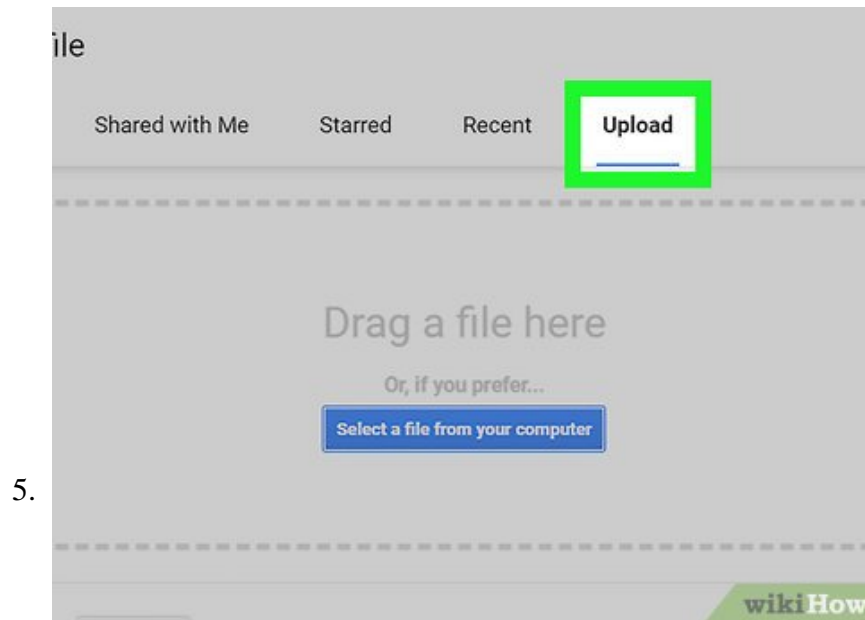 ile
Shared with Me Starred Recent Upload
Drag a file here
Or, if you prefer...
Select a file from your computer
5.
wikiHow